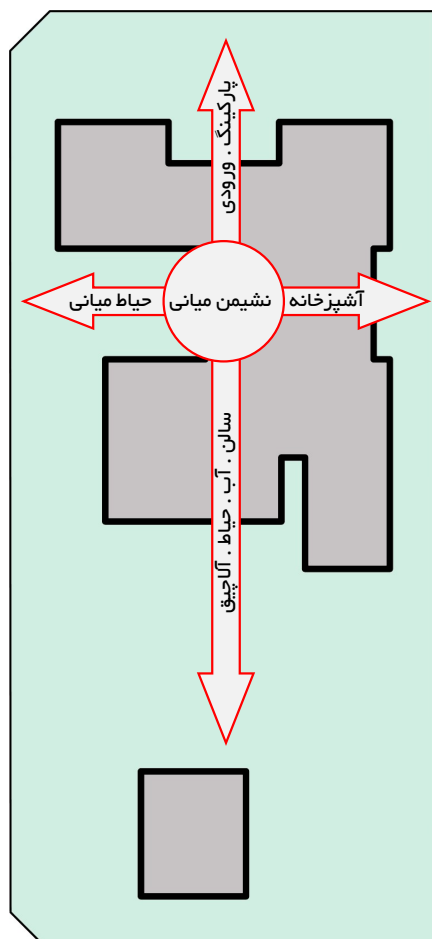 پارکینگ . ورودی
آشپزخانه
نشیمن میانی
حیاط میانی
سالن . آب . حیاط . آلاچیق